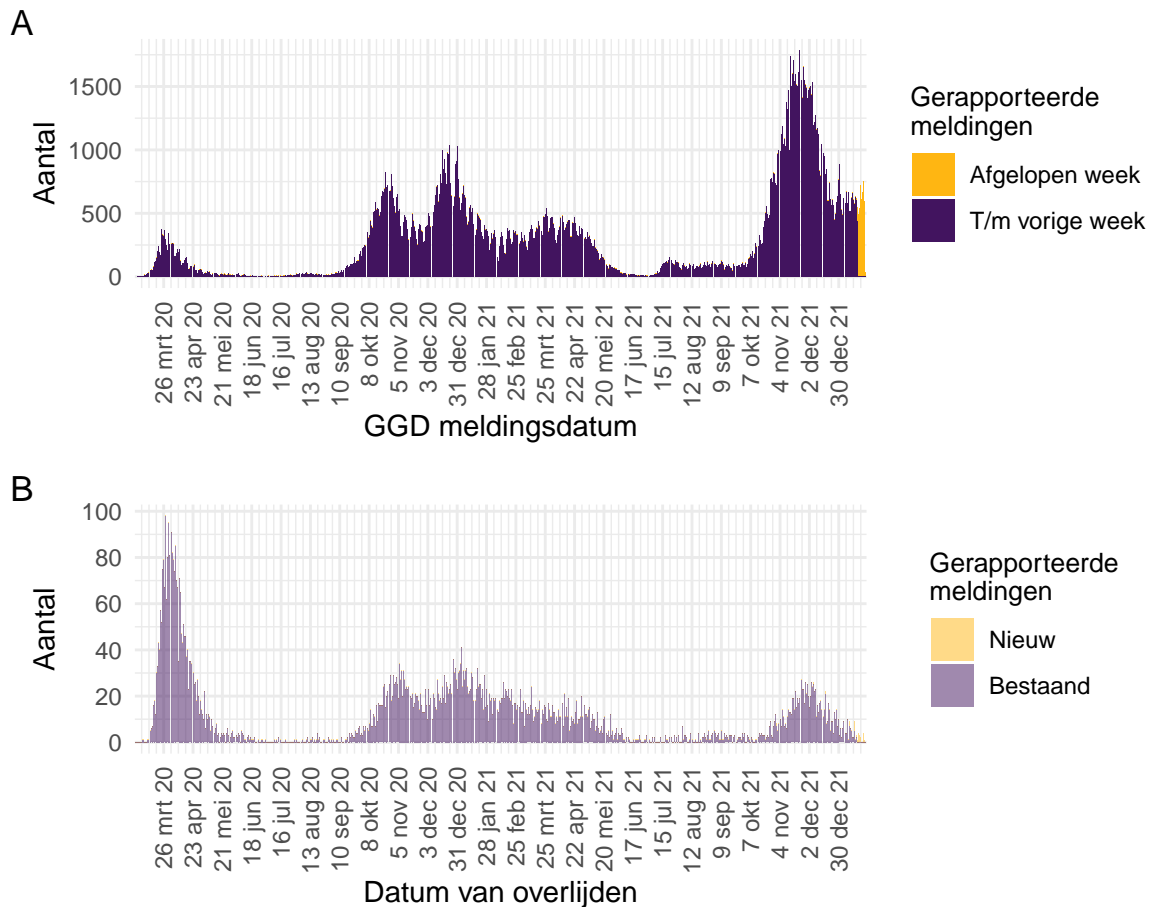 A
Aantal
1500
1000
500
0
26 mrt 20
23 apr 20
21 mei 20
18 jun 20
16 jul 20
13 aug 20
10 sep 20
8 okt 20
5 nov 20
3 dec 20
31 dec 20
28 jan 21
25 feb 21
25 mrt 21
22 apr 21
20 mei 21
17 jun 21
15 jul 21
12 aug 21
9 sep 21
7 okt 21
4 nov 21
2 dec 21
30 dec 21
GGD meldingsdatum
Gerapporteerde
meldingen
Afgelopen week
T/m vorige week
B
Aantal
100
80
60
40
20
0
26 mrt 20
23 apr 20
21 mei 20
18 jun 20
16 jul 20
13 aug 20
10 sep 20
8 okt 20
5 nov 20
3 dec 20
31 dec 20
28 jan 21
25 feb 21
25 mrt 21
22 apr 21
20 mei 21
17 jun 21
15 jul 21
12 aug 21
9 sep 21
7 okt 21
4 nov 21
2 dec 21
30 dec 21
Datum van overlijden
Gerapporteerde
meldingen
Nieuw
Bestaand